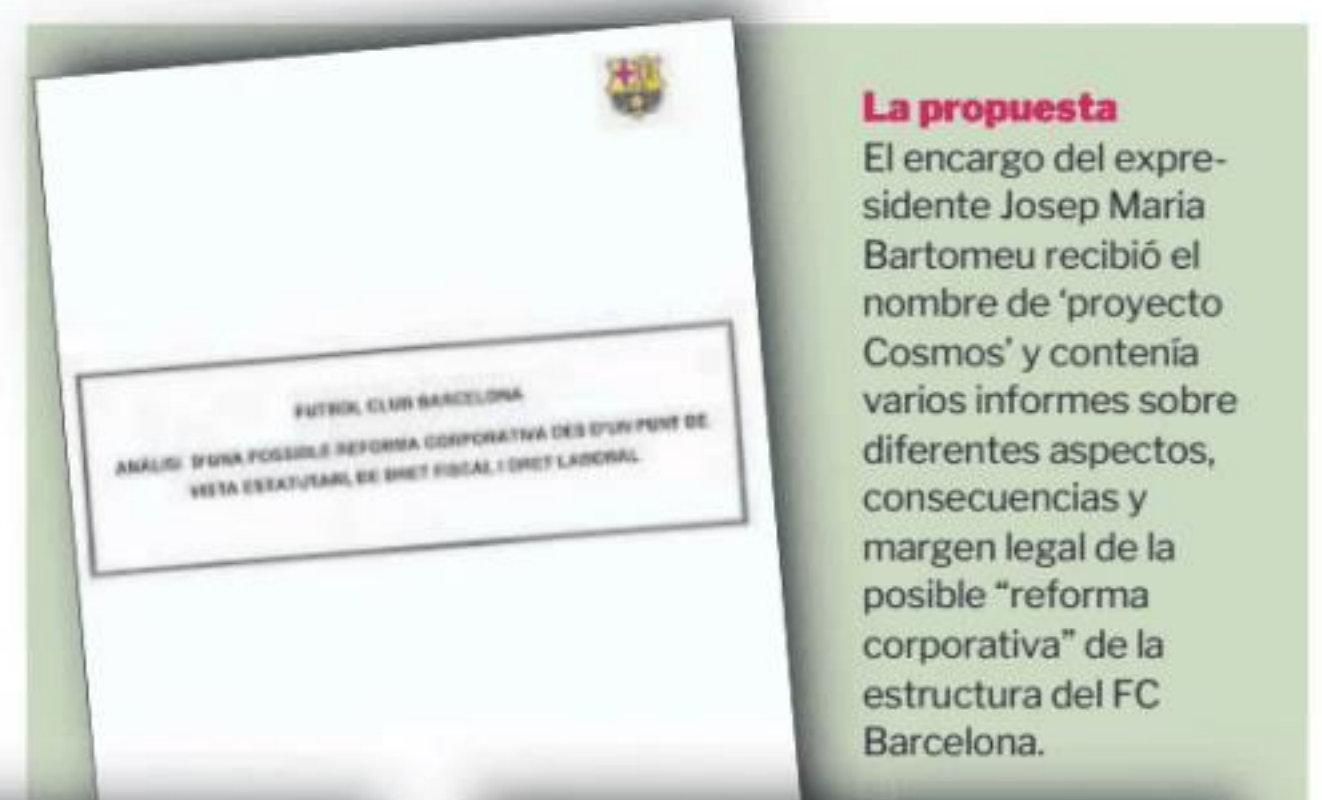 FUTBOL CLUB BARCELONA
ANÀLISI D'UNA POSSIBLE REFORMA CORPORATIVA DES D'UN PUNT DE
VISTA ESTATUTARI, DE DRET FISCAL I DRET LABORAL
La propuesta
El encargo del expre-
sidente Josep Maria
Bartomeu recibió el
nombre de ‘proyecto
Cosmos’ y contenía
varios informes sobre
diferentes aspectos,
consecuencias y
margen legal de la
posible “reforma
corporativa” de la
estructura del FC
Barcelona.